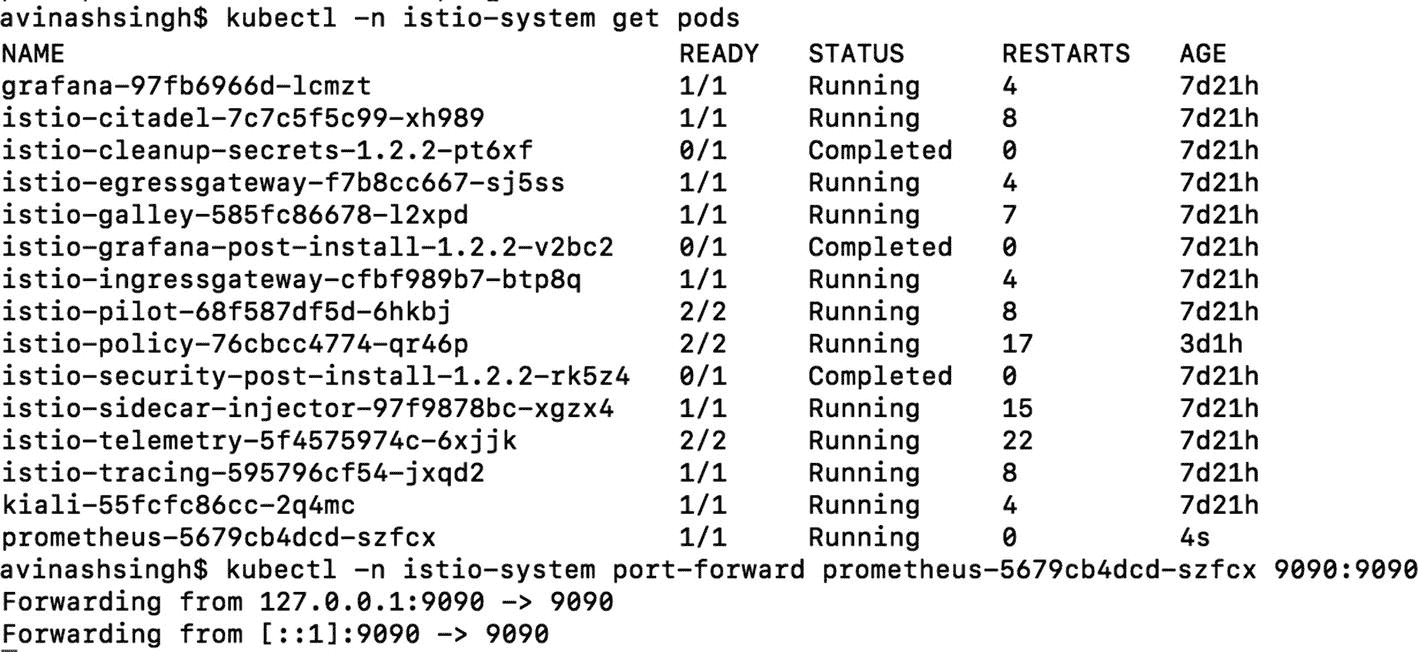 avinashsingh$ kubectl -n istio-system get pods
NAME READY STATUS RESTARTS AGE
grafana-97fb6966d-lcmzt 1/1 Running 4 7d21h
istio-citadel-7c7c5f5c99-xh989 1/1 Running 8 7d21h
istio-cleanup-secrets-1.2.2-pt6xf 0/1 Completed 0 7d21h
istio-egressgateway-f7b8cc667-sj5ss 1/1 Running 4 7d21h
istio-galley-585fc86678-l2xpd 1/1 Running 7 7d21h
istio-grafana-post-install-1.2.2-v2bc2 0/1 Completed 0 7d21h
istio-ingressgateway-cfbf989b7-btp8q 1/1 Running 4 7d21h
istio-pilot-68f587df5d-6hkbj 2/2 Running 8 7d21h
istio-policy-76cbcc4774-qr46p 2/2 Running 17 3d1h
istio-security-post-install-1.2.2-rk5z4 0/1 Completed 0 7d21h
istio-sidecar-injector-97f9878bc-xgzx4 1/1 Running 15 7d21h
istio-telemetry-5f4575974c-6xjjk 2/2 Running 22 7d21h
istio-tracing-595796cf54-jxqd2 1/1 Running 8 7d21h
kiali-55fcfc86cc-2q4mc 1/1 Running 4 7d21h
prometheus-5679cb4dcd-szfcx 1/1 Running 0 4s
avinashsingh$ kubectl -n istio-system port-forward prometheus-5679cb4dcd-szfcx 9090:9090
Forwarding from 127.0.0.1:9090 -> 9090
Forwarding from [::1]:9090 -> 9090